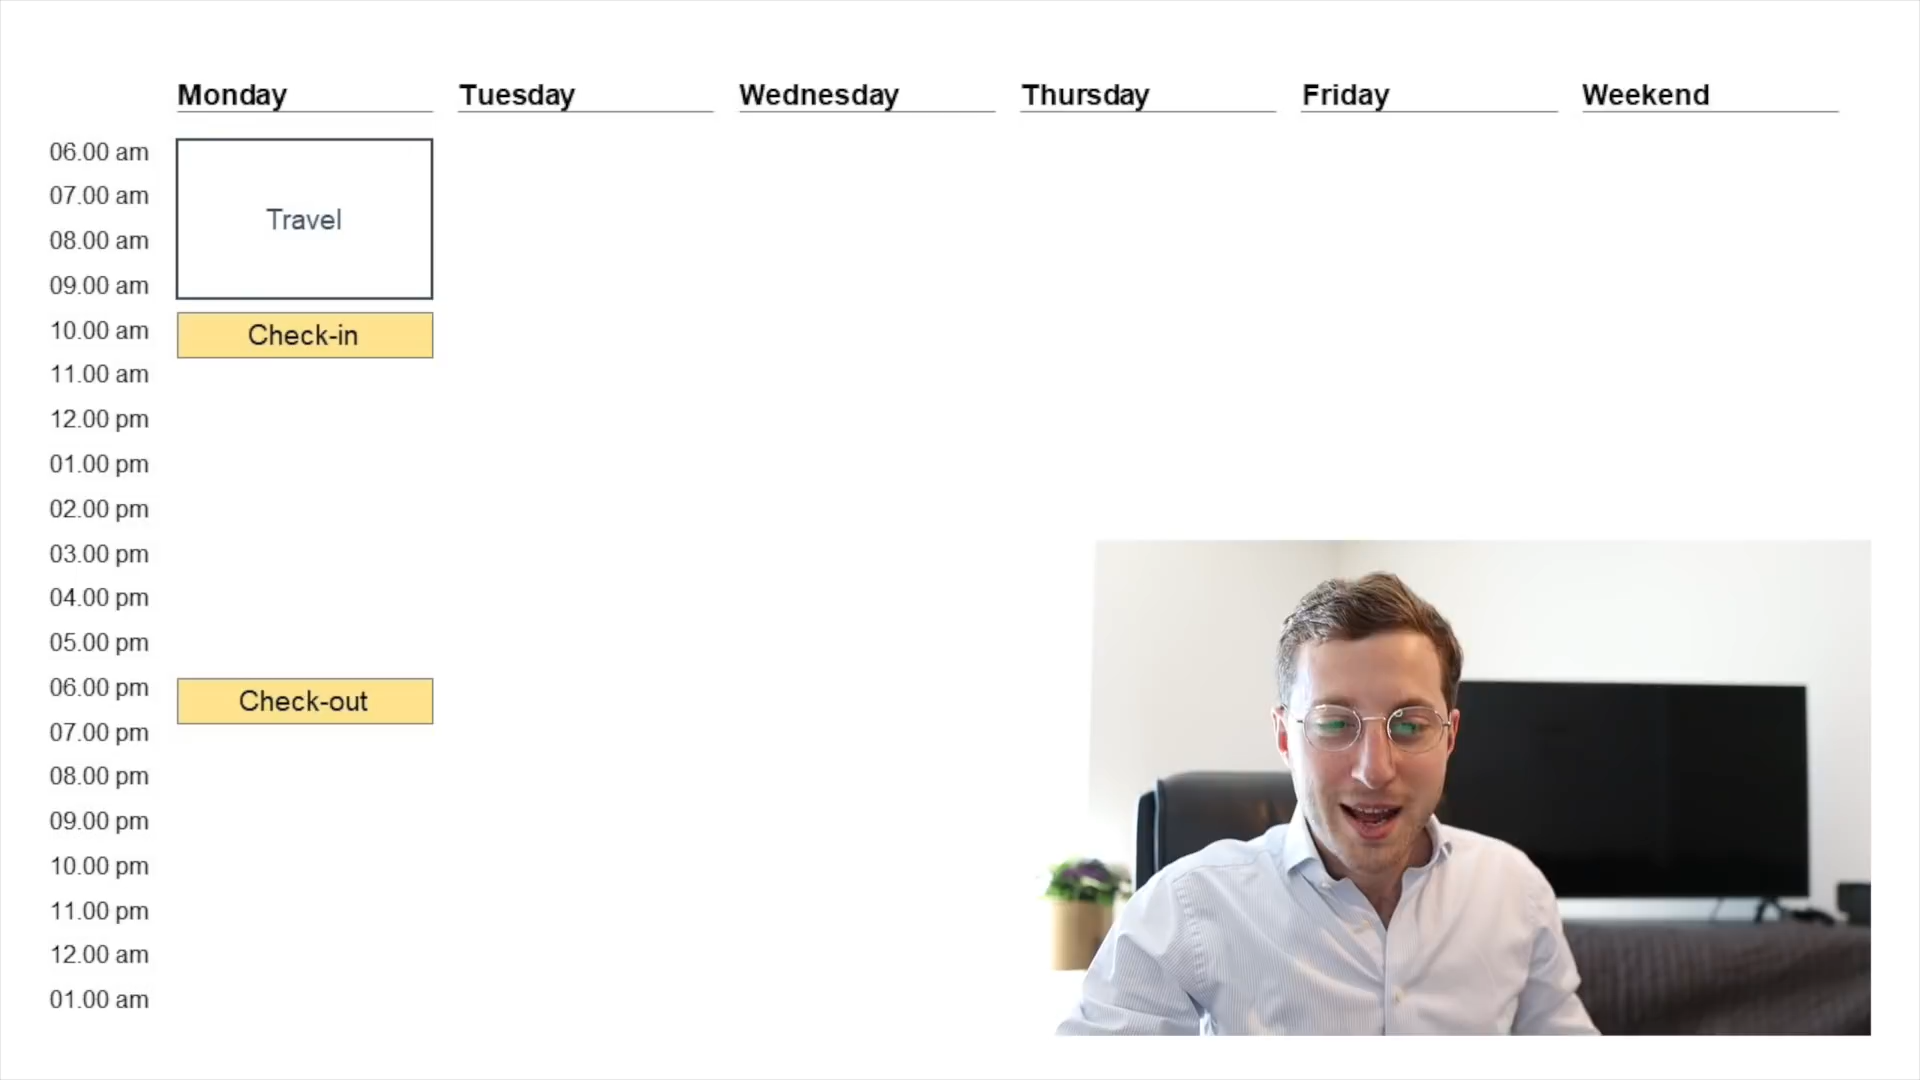 Monday Tuesday Wednesday Thursday Friday Weekend
06.00 am
07.00 am
Travel
08.00 am
09.00 am
10.00 am Check-in
11.00 am
12.00 pm
01.00 pm
02.00 pm
03.00 pm
04.00 pm
05.00 pm
06.00 pm Check-out
07.00 pm
08.00 pm
09.00 pm
10.00 pm
11.00 pm
12.00 am
01.00 am